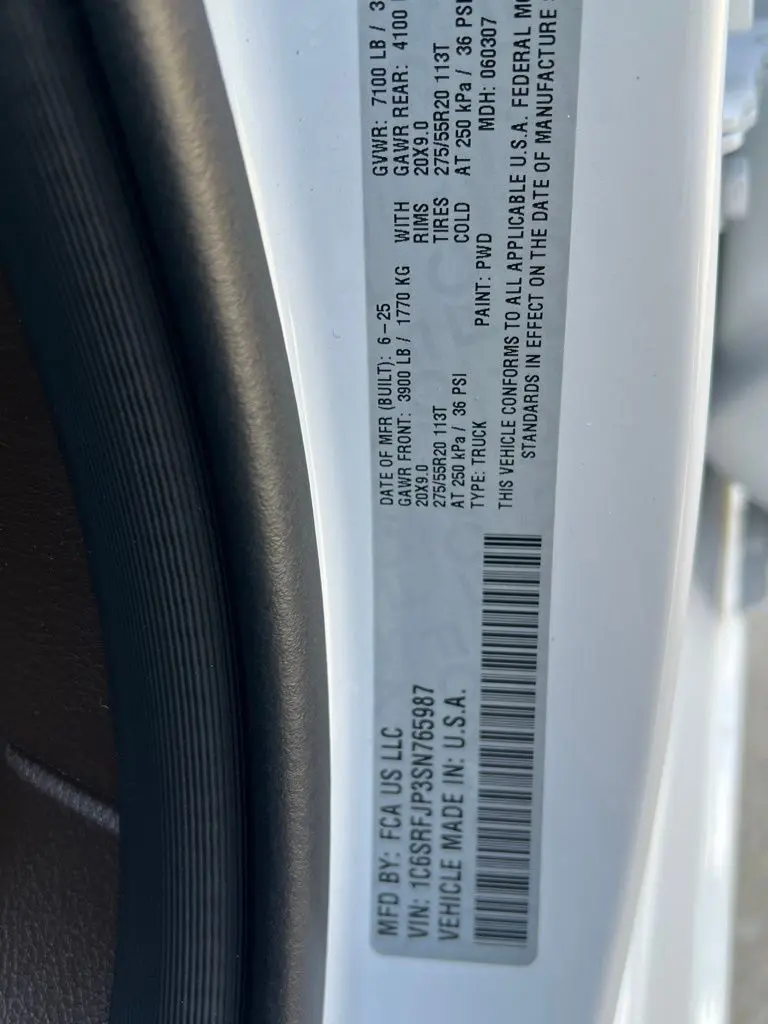 MFD BY: FCA US LLC
VIN: 1C6SRFJP3SN765987
VEHICLE MADE IN: U.S.A.
DATE OF MFR (BUILT): 6-25
GVWR: 7100 LB /
GAWR FRONT: 3900 LB / 1770 KG WITH
GAWR REAR: 4100
20X9.0 RIMS 20X9.0
275/55R20 113T TIRES 275/55R20 113T
AT 250 kPa / 36 PSI COLD AT 250 kPa / 36 PSI
TYPE: TRUCK PAINT: PWD MDH: 060307
THIS VEHICLE CONFORMS TO ALL APPLICABLE U.S.A. FEDERAL
STANDARDS IN EFFECT ON THE DATE OF MANUFACTURE